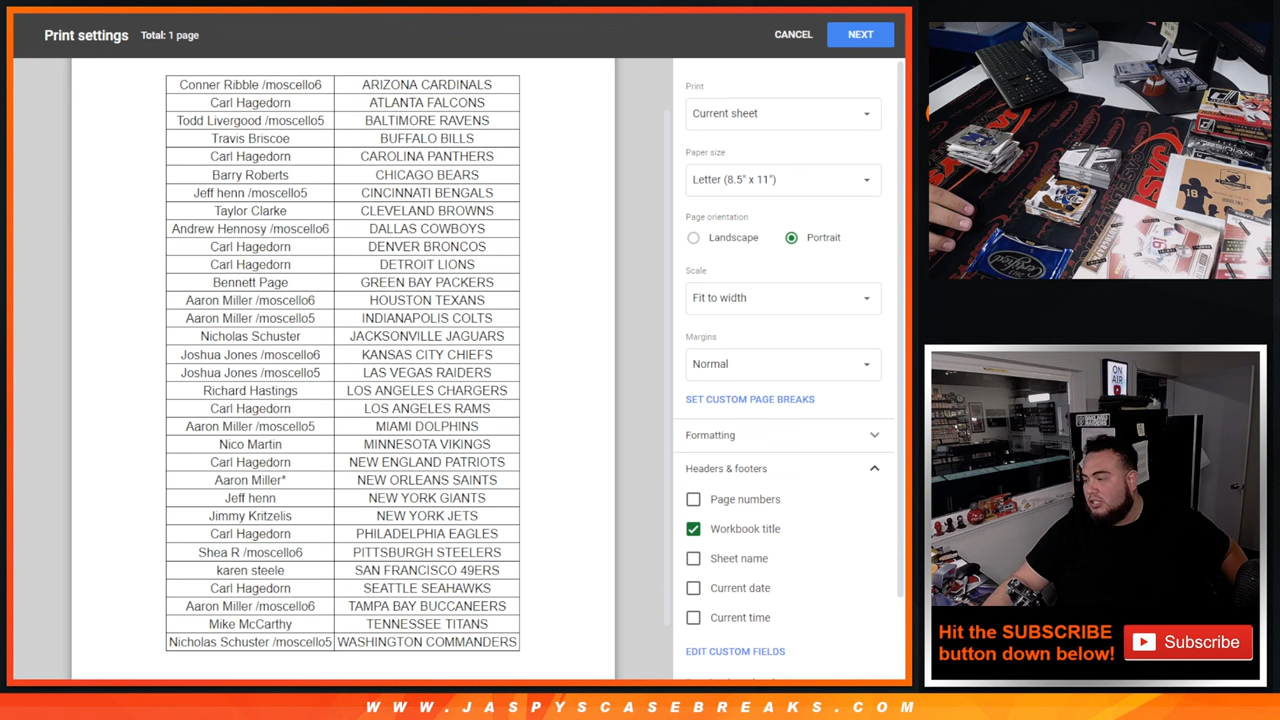 Print settings Total: 1 page CANCEL NEXT
Conner Ribble /moscello6 ARIZONA CARDINALS
Carl Hagedorn ATLANTA FALCONS
Todd Livergood /moscello5 BALTIMORE RAVENS
Travis Briscoe BUFFALO BILLS
Carl Hagedorn CAROLINA PANTHERS
Barry Roberts CHICAGO BEARS
Jeff henn /moscello5 CINCINNATI BENGALS
Taylor Clarke CLEVELAND BROWNS
Andrew Hennosy /moscello6 DALLAS COWBOYS
Carl Hagedorn DENVER BRONCOS
Carl Hagedorn DETROIT LIONS
Bennett Page GREEN BAY PACKERS
Aaron Miller /moscello6 HOUSTON TEXANS
Aaron Miller /moscello5 INDIANAPOLIS COLTS
Nicholas Schuster JACKSONVILLE JAGUARS
Joshua Jones /moscello6 KANSAS CITY CHIEFS
Joshua Jones /moscello5 LAS VEGAS RAIDERS
Richard Hastings LOS ANGELES CHARGERS
Carl Hagedorn LOS ANGELES RAMS
Aaron Miller /moscello5 MIAMI DOLPHINS
Nico Martin MINNESOTA VIKINGS
Carl Hagedorn NEW ENGLAND PATRIOTS
Aaron Miller* NEW ORLEANS SAINTS
Jeff henn NEW YORK GIANTS
Jimmy Kritzelis NEW YORK JETS
Carl Hagedorn PHILADELPHIA EAGLES
Shea R /moscello6 PITTSBURGH STEELERS
karen steele SAN FRANCISCO 49ERS
Carl Hagedorn SEATTLE SEAHAWKS
Aaron Miller /moscello6 TAMPA BAY BUCCANEERS
Mike McCarthy TENNESSEE TITANS
Nicholas Schuster /moscello5 WASHINGTON COMMANDERS
Print
Current sheet
Paper size
Letter (8.5" x 11")
Page orientation
Landscape Portrait
Scale
Fit to width
Margins
Normal
SET CUSTOM PAGE BREAKS
Formatting
Headers & footers
Page numbers
Workbook title
Sheet name
Current date
Current time
EDIT CUSTOM FIELDS
Certified
18
ON
AIR
Hit the SUBSCRIBE
button down below!
Subscribe
WWW.JASPYSCASEBREAKS.COM